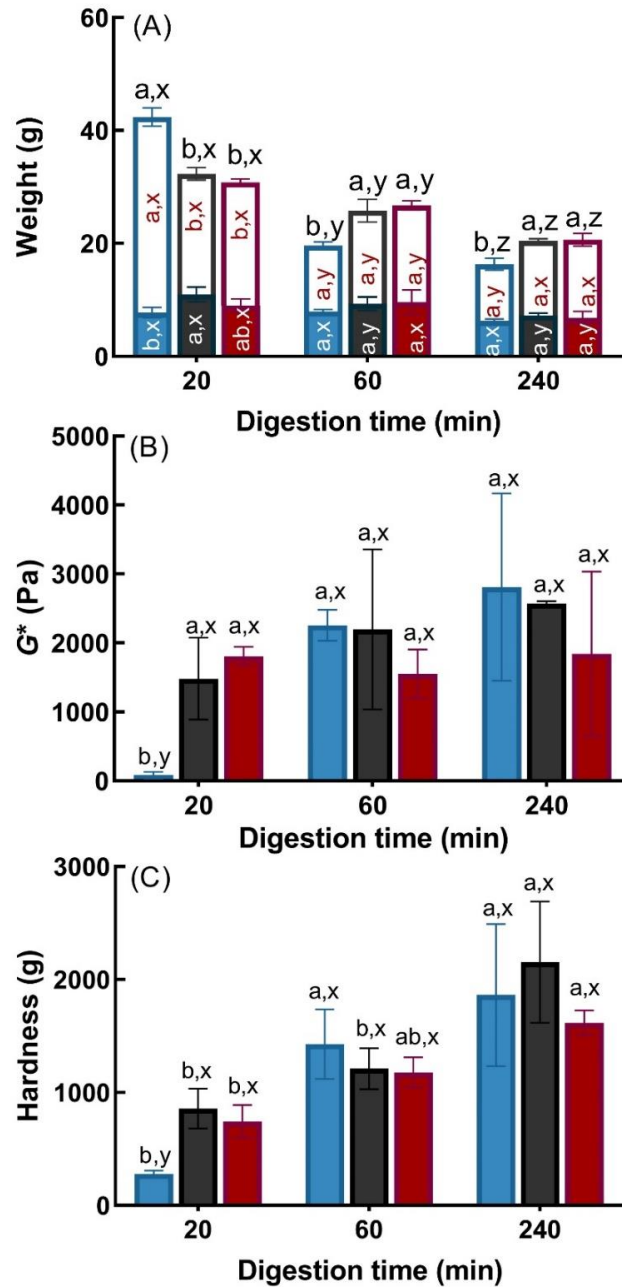 (A)
Weight (g)
60
40
20
0
a,x
b,x
b,x
a,x
b,x
b,x
b,x
a,x
ab,x
b,y
a,y
a,y
a,y
a,y
a,y
a,x
a,y
a,x
b,z
a,z
a,z
a,y
a,x
a,x
a,x
a,y
a,y
20
60
240
Digestion time (min)
(B)
G* (Pa)
5000
4000
3000
2000
1000
0
b,y
a,x
a,x
a,x
a,x
a,x
a,x
a,x
a,x
20
60
240
Digestion time (min)
(C)
Hardness (g)
3000
2000
1000
0
b,y
b,x
b,x
a,x
b,x
ab,x
a,x
a,x
a,x
20
60
240
Digestion time (min)